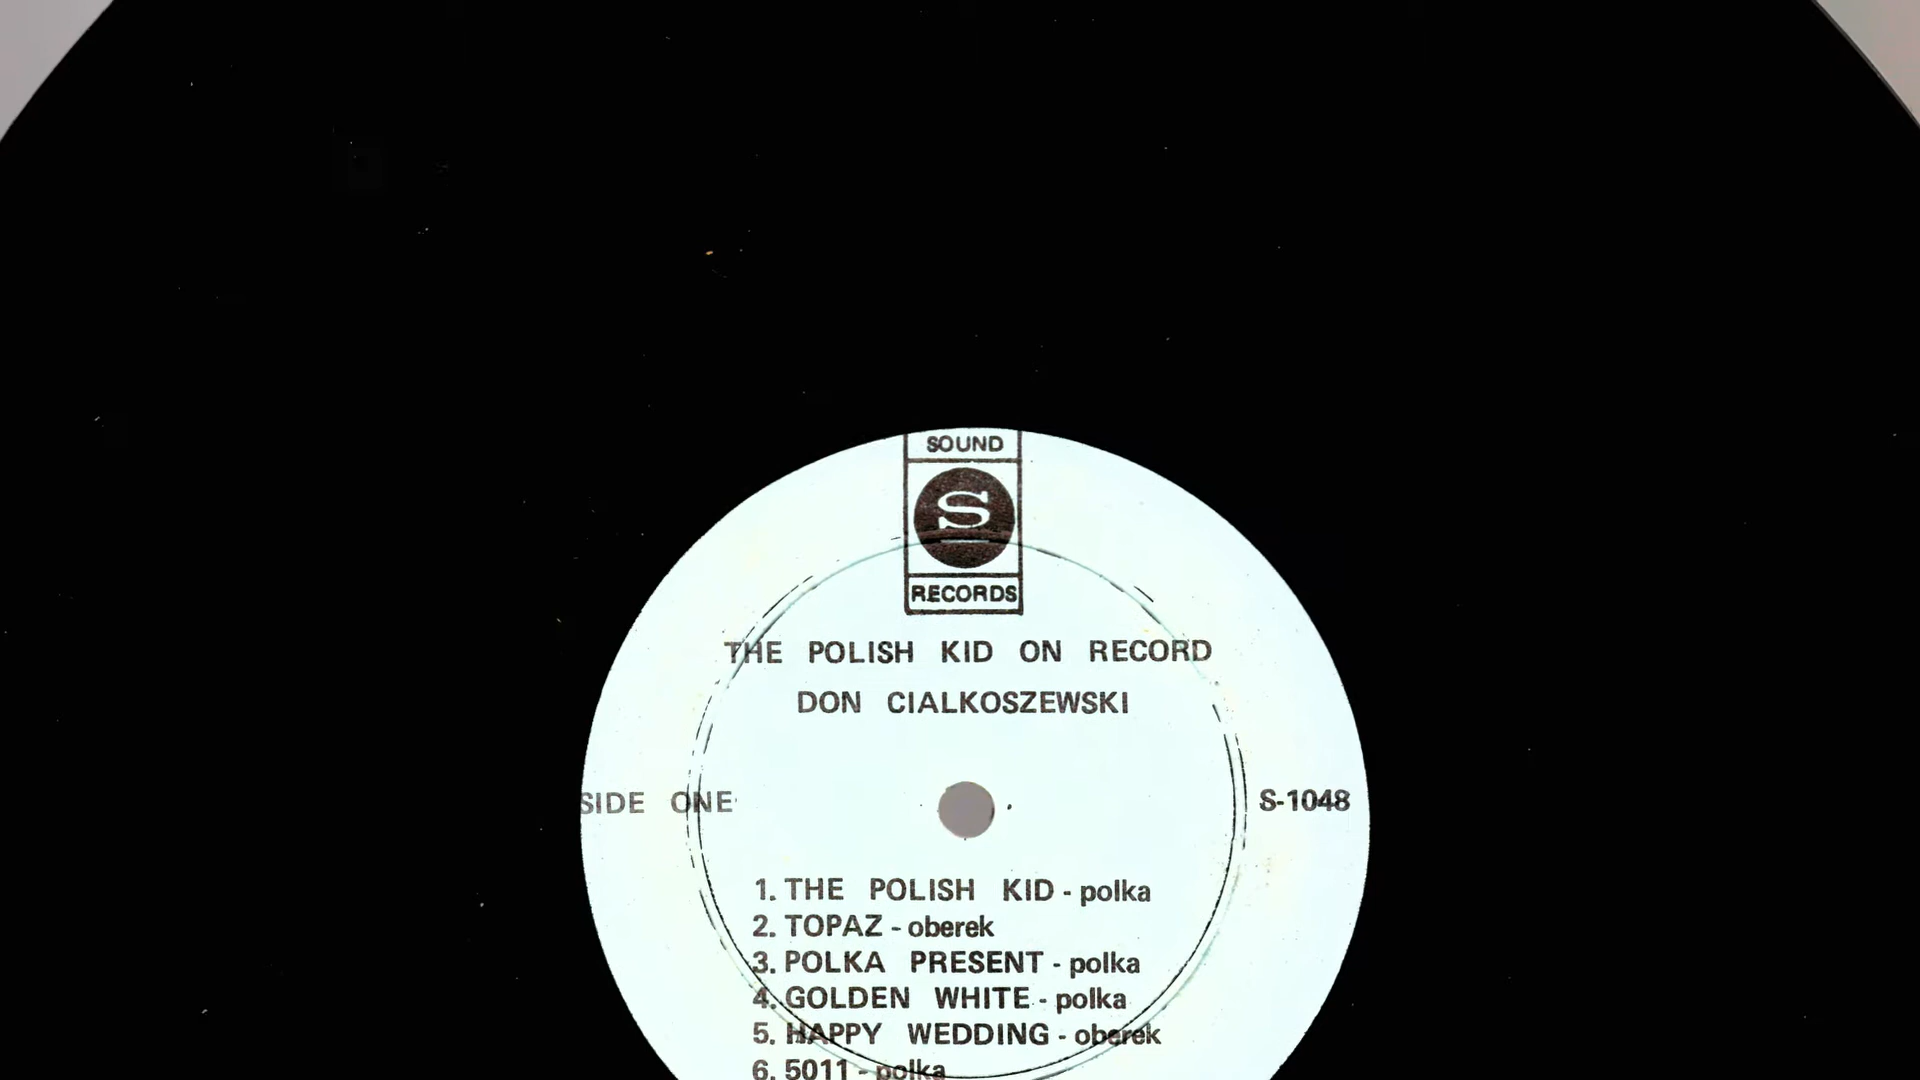 SOUND
S
RECORDS
THE POLISH KID ON RECORD
DON CIALKOSZEWSKI
SIDE ONE
S-1048
1. THE POLISH KID - polka
2. TOPAZ - oberek
3. POLKA PRESENT - polka
4. GOLDEN WHITE - polka
5. HAPPY WEDDING - oberek
6. 5011 - polka